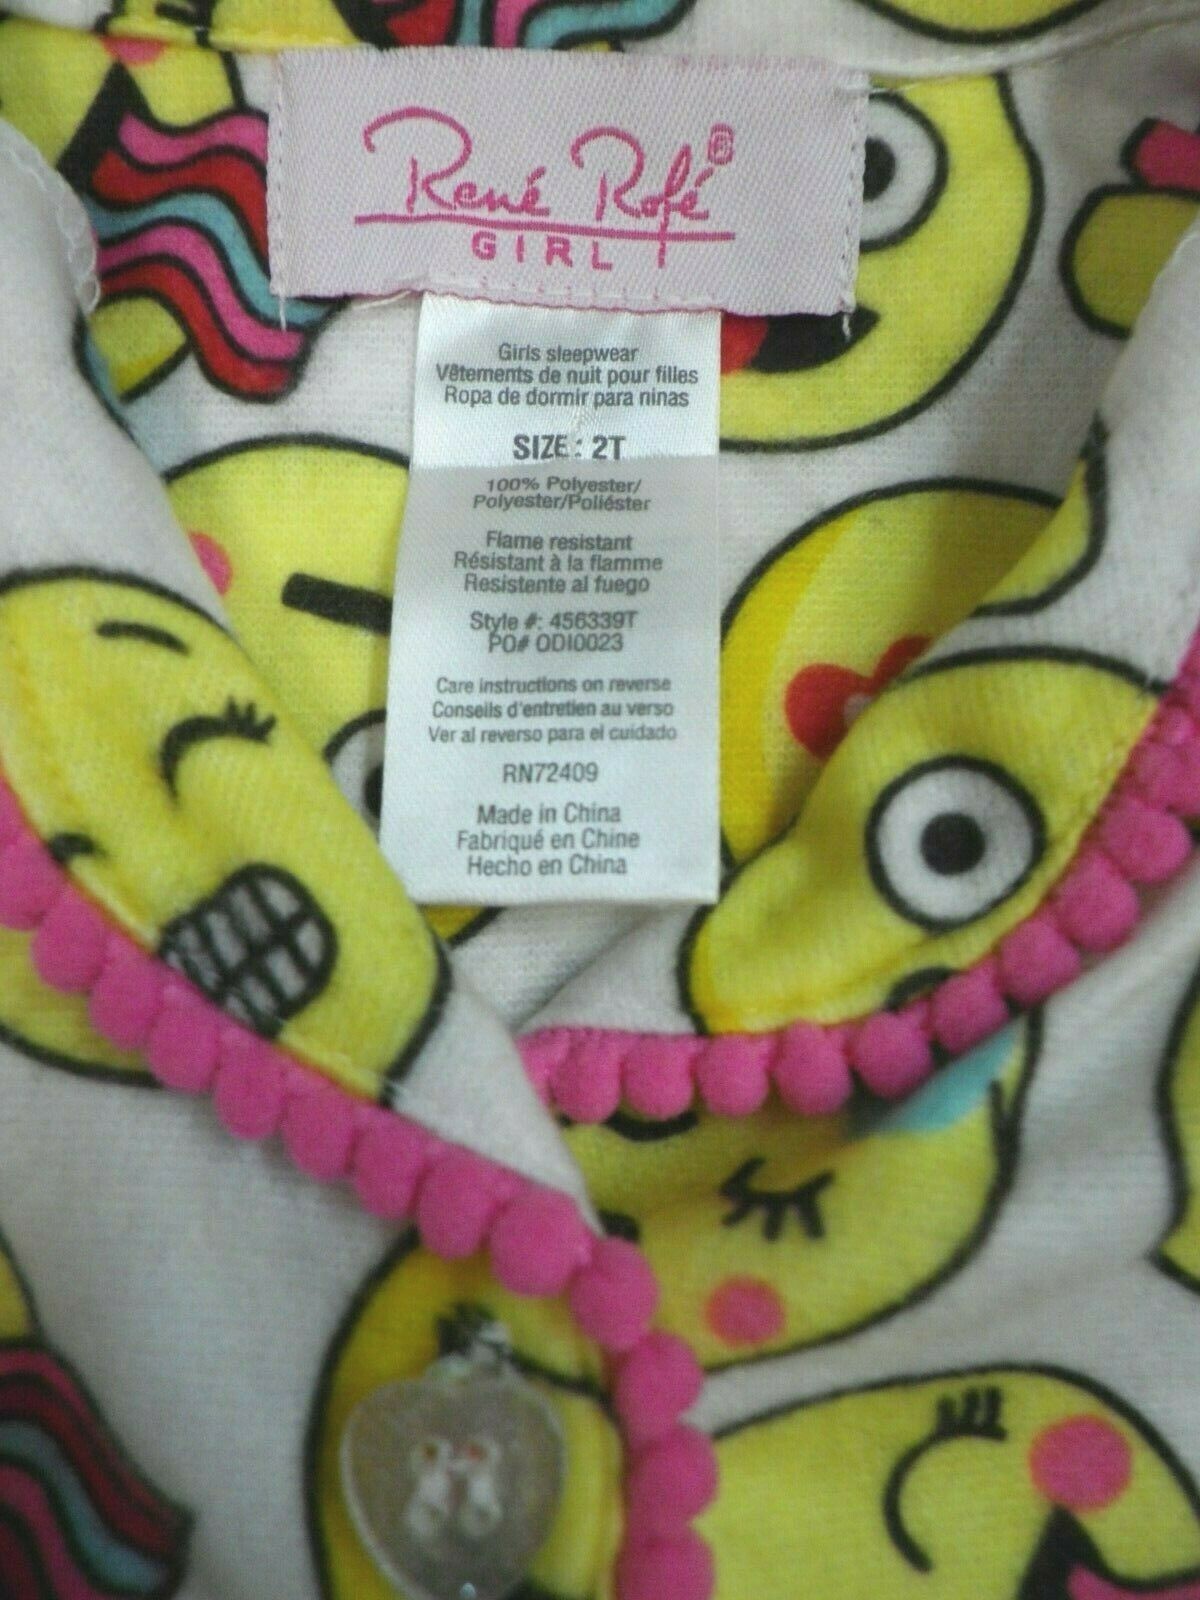 René Rofé®
GIRL
Girls sleepwear
Vêtements de nuit pour filles
Ropa de dormir para ninas
SIZE: 2T
100% Polyester/
Polyester/Poliéster
Flame resistant
Résistant à la flamme
Resistente al fuego
Style #: 456339T
PO# ODI0023
Care instructions on reverse
Conseils d'entretien au verso
Ver al reverso para el cuidado
RN72409
Made in China
Fabriqué en Chine
Hecho en China